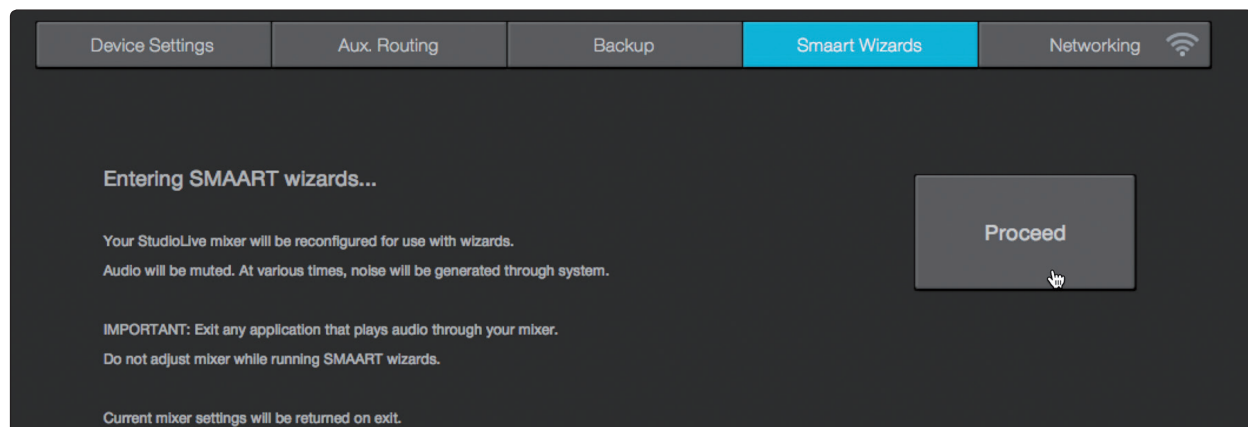 Device Settings
Aux. Routing
Backup
Smaart Wizards
Networking
Entering SMAART wizards...
Proceed
Your StudioLive mixer will be reconfigured for use with wizards.
Audio will be muted. At various times, noise will be generated through system.
IMPORTANT: Exit any application that plays audio through your mixer.
Do not adjust mixer while running SMAART wizards.
Current mixer settings will be returned on exit.